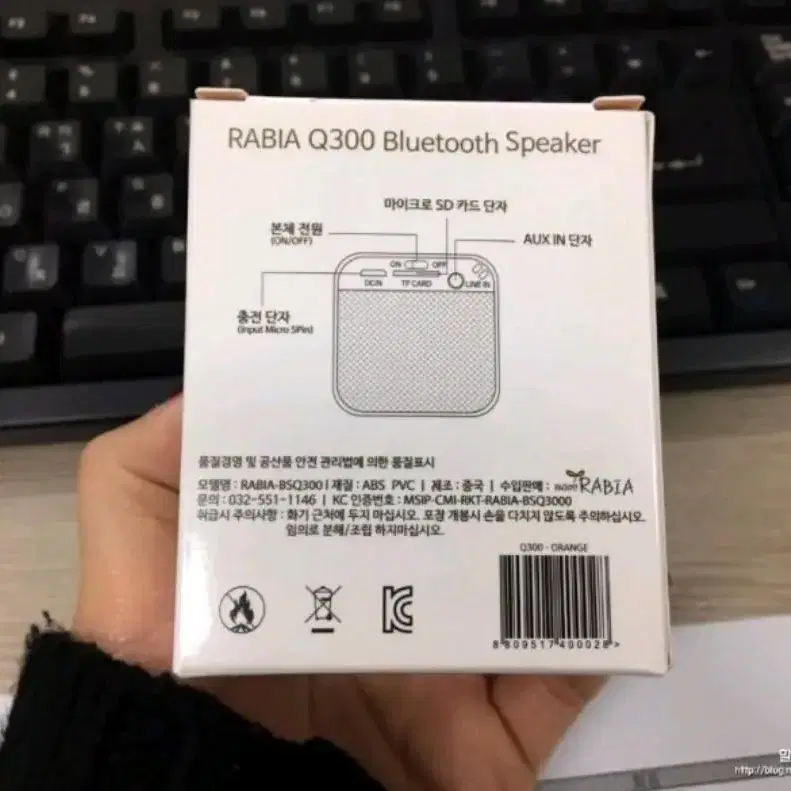 RABIA Q300 Bluetooth Speaker
마이크로 SD 카드 단자
본체 전원
(ON/OFF)
AUX IN 단자
ON OFF
DCIN TF CARD LINE IN
충전 단자
(Input Micro 5Pin)
품질경영 및 공산품 안전 관리법에 의한 품질표시
모델명 : RABIA-BSQ300 | 재질 : ABS PVC | 제조 : 중국 | 수입판매 : RABIA
문의 : 032-551-1146 | KC 인증번호 : MSIP-CMI-RKT-RABIA-BSQ3000
취급시 주의사항 : 화기 근처에 두지 마십시오. 포장 개봉시 손을 다치지 않도록 주의하십시오.
임의로 분해/조립 하지마십시오.
Q300 - ORANGE
8 809517 400028 >